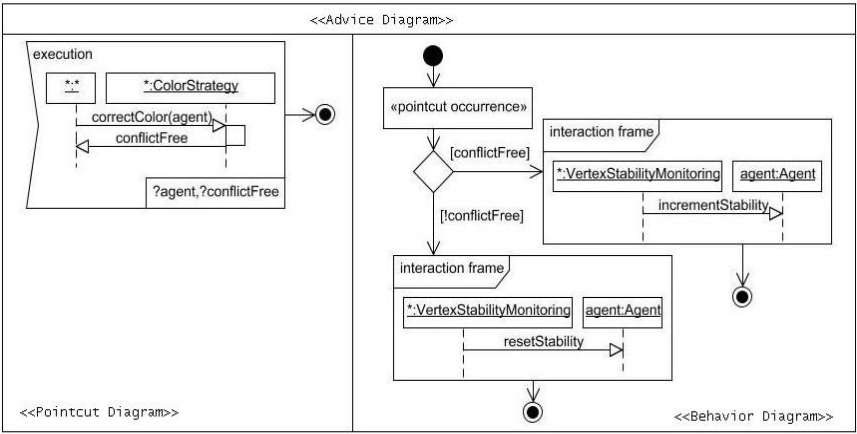 <<Advice Diagram>>
execution
*:*
*:ColorStrategy
correctColor(agent)
conflictFree
?agent,?conflictFree
<<Pointcut Diagram>>
«pointcut occurrence»
[conflictFree]
[!conflictFree]
interaction frame
*:VertexStabilityMonitoring
agent:Agent
incrementStability
interaction frame
*:VertexStabilityMonitoring
agent:Agent
resetStability
<<Behavior Diagram>>